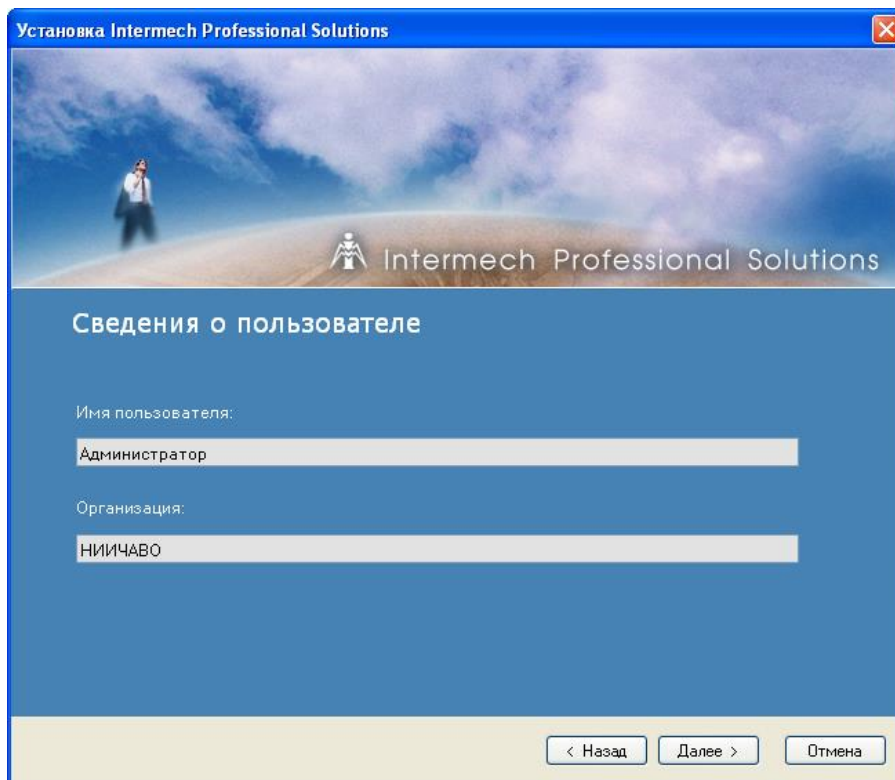 Установка Intermech Professional Solutions
Intermech Professional Solutions
Сведения о пользователе
Имя пользователя:
Администратор
Организация:
НИИЧАВО
< Назад
Далее >
Отмена